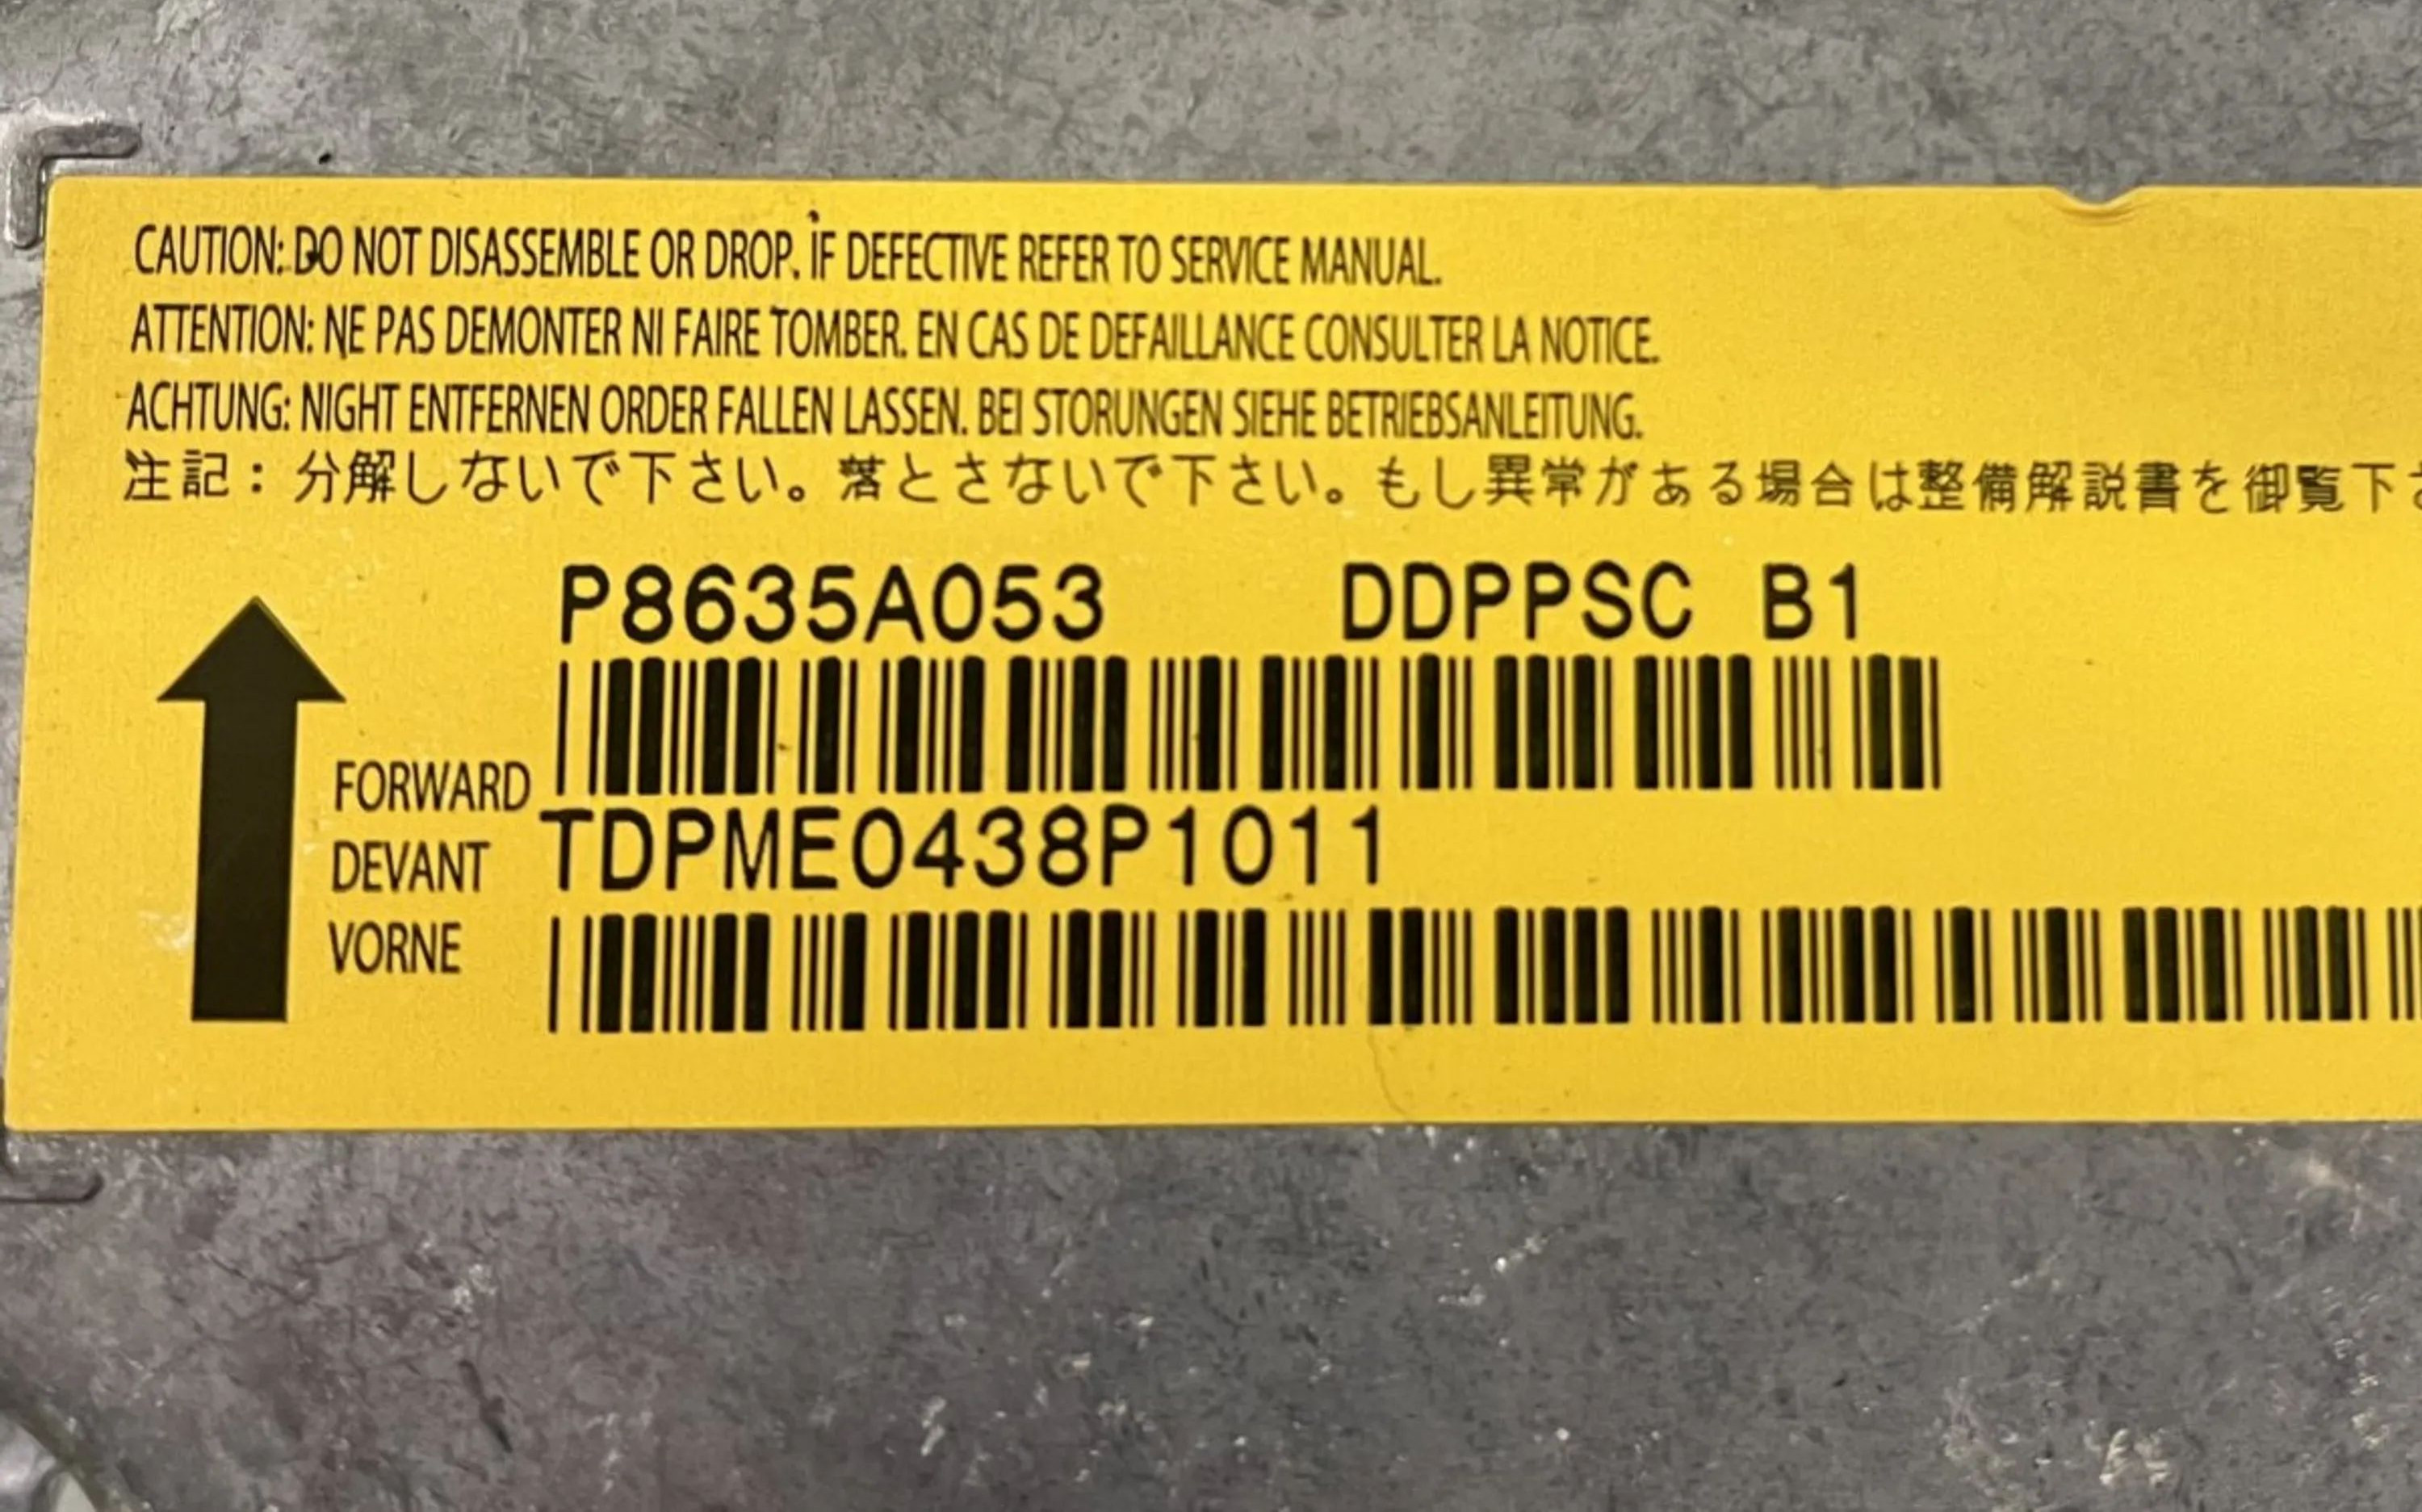 CAUTION: DO NOT DISASSEMBLE OR DROP. IF DEFECTIVE REFER TO SERVICE MANUAL.
ATTENTION: NE PAS DEMONTER NI FAIRE TOMBER. EN CAS DE DEFAILLANCE CONSULTER LA NOTICE.
ACHTUNG: NIGHT ENTFERNEN ORDER FALLEN LASSEN. BEI STORUNGEN SIEHE BETRIEBSANLEITUNG.
注記：分解しないで下さい。落とさないで下さい。もし異常がある場合は整備解説書を御覧下さ
P8635A053 DDPPSC B1
FORWARD
TDPME0438P1011
DEVANT
VORNE